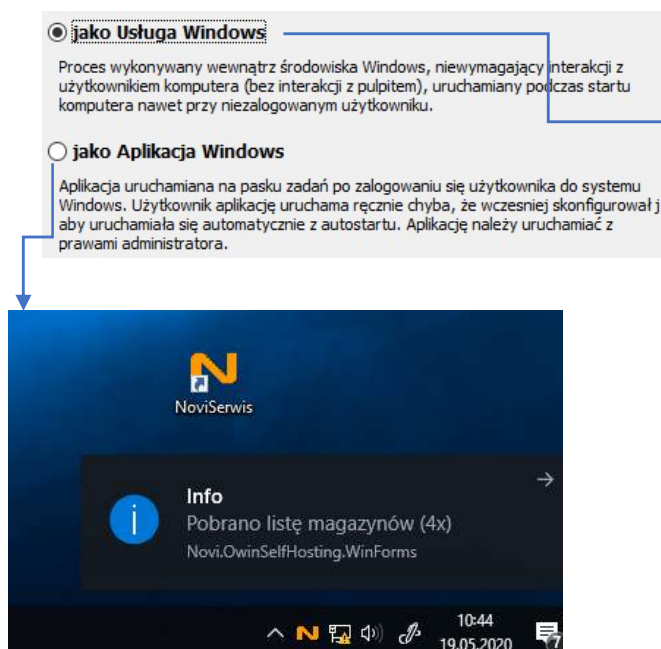 jako Usługa Windows
Proces wykonywany wewnątrz środowiska Windows, niewymagający interakcji z
użytkownikiem komputera (bez interakcji z pulpitem), uruchamiany podczas startu
komputera nawet przy niezalogowanym użytkowniku.
jako Aplikacja Windows
Aplikacja uruchamiana na pasku zadań po zalogowaniu się użytkownika do systemu
Windows. Użytkownik aplikację uruchama ręcznie chyba, że wcześniej skonfigurował j
aby uruchamiała się automatycznie z autostartu. Aplikację należy uruchamiać z
prawami administratora.
NoviSerwis
Info
Pobrano listę magazynów (4x)
Novi.OwinSelfHosting.WinForms
10:44
19.05.2020
7